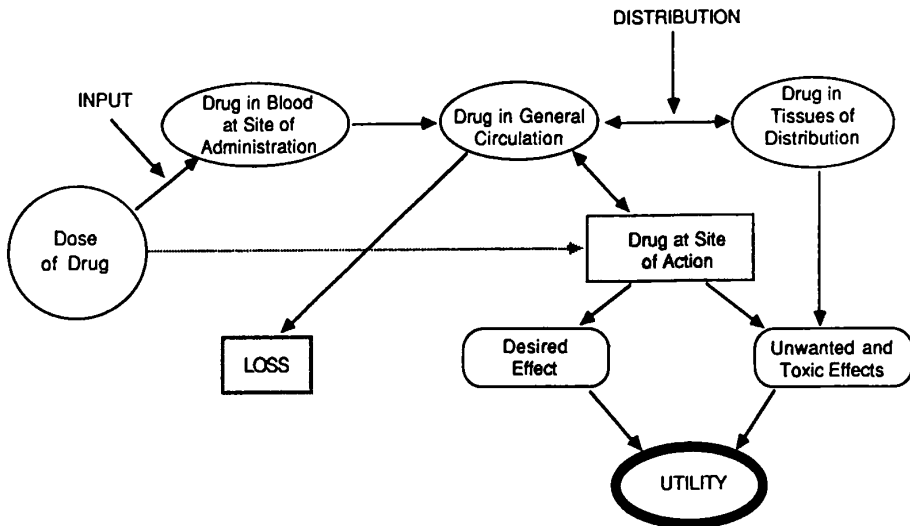 DISTRIBUTION
INPUT
Drug in Blood
at Site of
Administration
Drug in General
Circulation
Drug in
Tissues of
Distribution
Dose
of Drug
Drug at Site
of Action
LOSS
Desired
Effect
Unwanted and
Toxic Effects
UTILITY